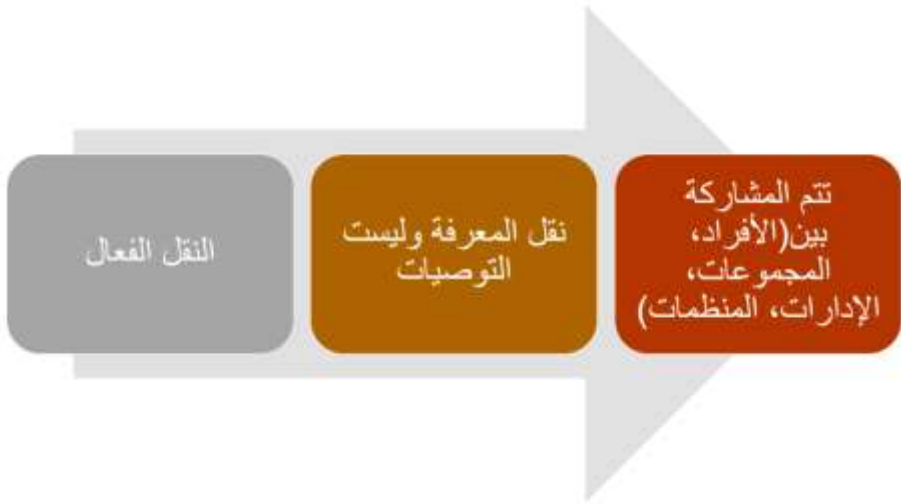 النقل الفعال
نقل المعرفة وليست
التوصيات
تتم المشاركة
بين(الأفراد،
المجموعات،
الإدارات، المنظمات)